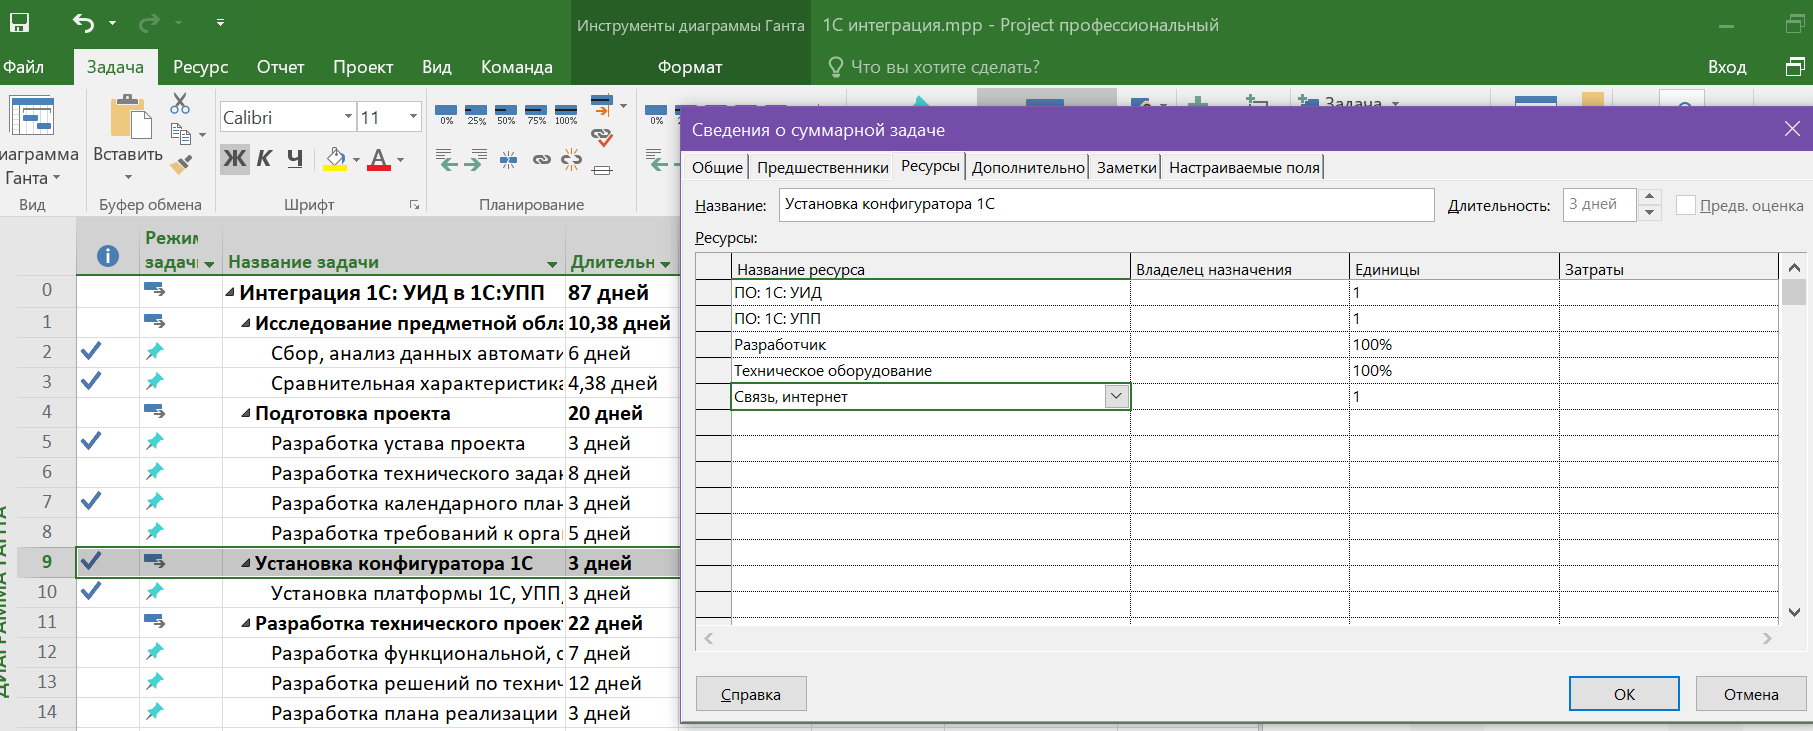 Инструменты диаграммы Ганта
1С интеграция.mpp - Project профессиональный
Файл Задача Ресурс Отчет Проект Вид Команда Формат Что вы хотите сделать? Вход
иаграмма
Ганта
Вид
Вставить
Буфер обмена
Calibri 11
Ж К Ч А
Шрифт
0% 25% 50% 75% 100%
Планирование
0%
Задача
Сведения о суммарной задаче
Общие Предшественники Ресурсы Дополнительно Заметки Настраиваемые поля
Название: Установка конфигуратора 1С Длительность: 3 дней Предв. оценка
Ресурсы:
Название ресурса Владелец назначения Единицы Затраты
ПО: 1С: УИД 1
ПО: 1С: УПП 1
Разработчик 100%
Техническое оборудование 100%
Связь, интернет 1
Справка ОК Отмена
Режим
задачи Название задачи Длительн
0 Интеграция 1С: УИД в 1С:УПП 87 дней
1 Исследование предметной обла 10,38 дней
2 Сбор, анализ данных автомати 6 дней
3 Сравнительная характеристика 4,38 дней
4 Подготовка проекта 20 дней
5 Разработка устава проекта 3 дней
6 Разработка технического задан 8 дней
7 Разработка календарного план 3 дней
8 Разработка требований к орга 5 дней
9 Установка конфигуратора 1С 3 дней
10 Установка платформы 1С, УПП, 3 дней
11 Разработка технического проект 22 дней
12 Разработка функциональной, с 7 дней
13 Разработка решений по технич 12 дней
14 Разработка плана реализации 3 дней
ДИАГРАММА ГАНТА